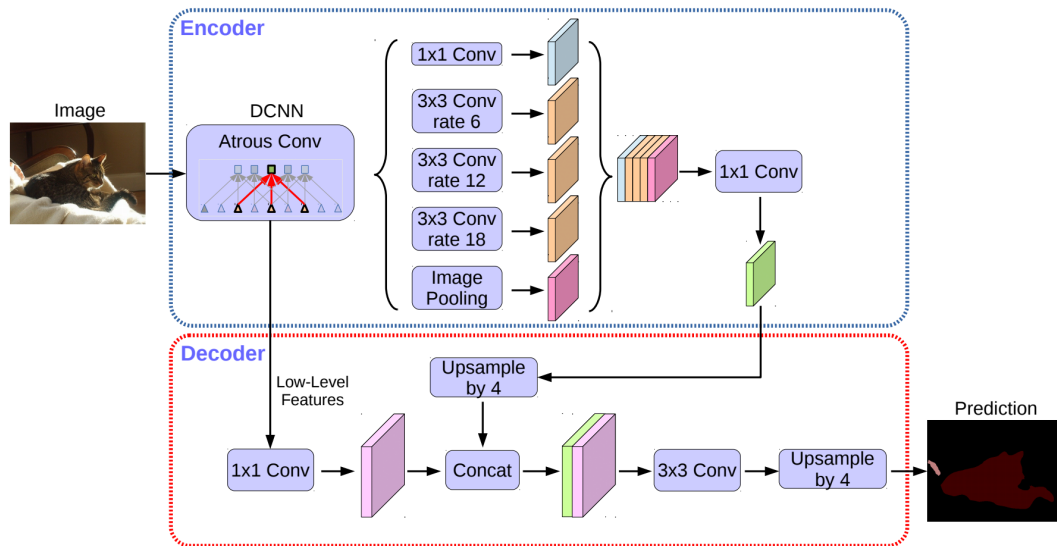 Encoder
Image
DCNN
Atrous Conv
1x1 Conv
3x3 Conv
rate 6
3x3 Conv
rate 12
3x3 Conv
rate 18
Image
Pooling
1x1 Conv
Decoder
Low-Level
Features
Upsample
by 4
1x1 Conv
Concat
3x3 Conv
Upsample
by 4
Prediction